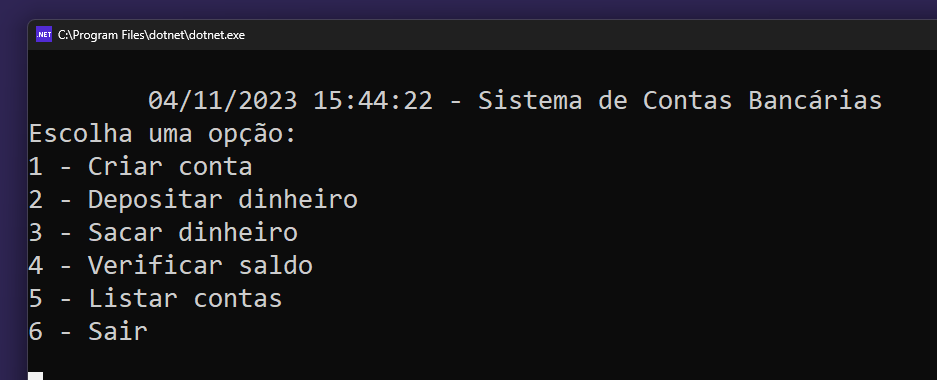 .NET C:\Program Files\dotnet\dotnet.exe
04/11/2023 15:44:22 - Sistema de Contas Bancárias
Escolha uma opção:
1 - Criar conta
2 - Depositar dinheiro
3 - Sacar dinheiro
4 - Verificar saldo
5 - Listar contas
6 - Sair